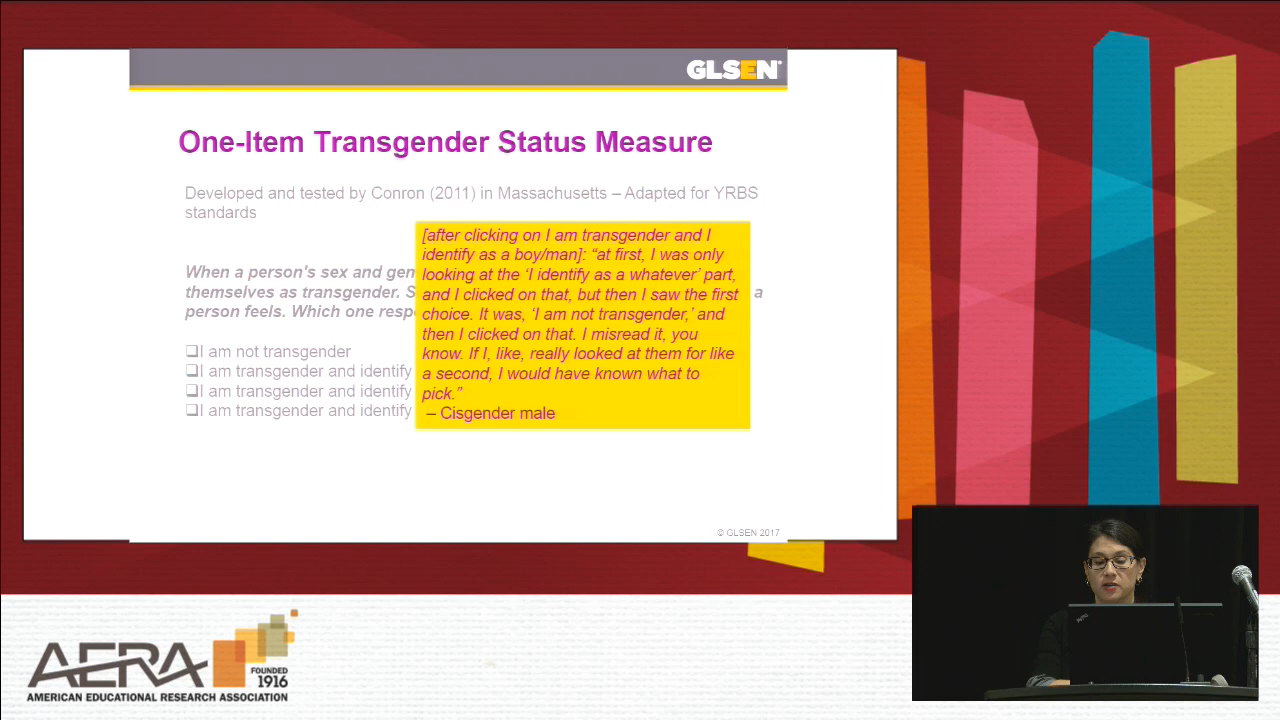 GLSEN®
One-Item Transgender Status Measure
Developed and tested by Conron (2011) in Massachusetts – Adapted for YRBS
standards
When a person's sex and gen
themselves as transgender. S
a
person feels. Which one resp
❑I am not transgender
❑I am transgender and identify
❑I am transgender and identify
❑I am transgender and identify
[after clicking on I am transgender and I
identify as a boy/man]: “at first, I was only
looking at the ‘I identify as a whatever’ part,
and I clicked on that, but then I saw the first
choice. It was, ‘I am not transgender,’ and
then I clicked on that. I misread it, you
know. If I, like, really looked at them for like
a second, I would have known what to
pick.”
– Cisgender male
© GLSEN 2017
AERA
FOUNDED
1916
AMERICAN EDUCATIONAL RESEARCH ASSOCIATION